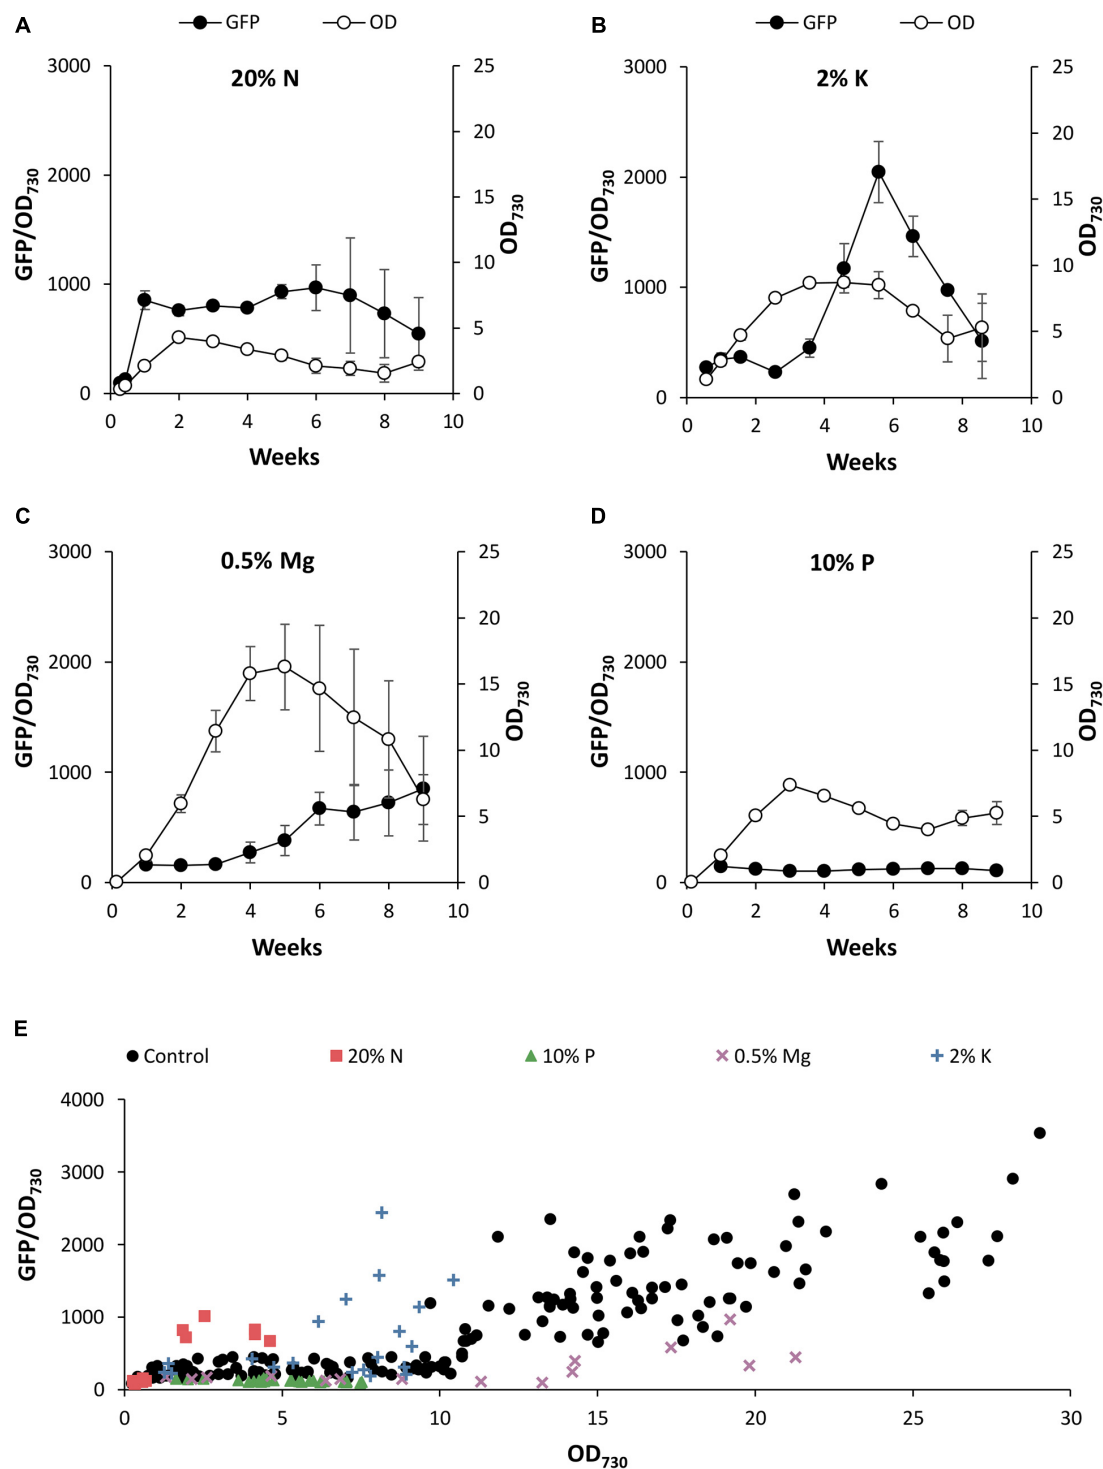 A
GFP OD
20% N
3000
2000
1000
0
25
20
15
10
5
0
GFP/OD730
OD730
0 2 4 6 8 10
Weeks
B
GFP OD
2% K
3000
2000
1000
0
25
20
15
10
5
0
GFP/OD730
OD730
0 2 4 6 8 10
Weeks
C
0.5% Mg
3000
2000
1000
0
25
20
15
10
5
0
GFP/OD730
OD730
0 2 4 6 8 10
Weeks
D
10% P
3000
2000
1000
0
25
20
15
10
5
0
GFP/OD730
OD730
0 2 4 6 8 10
Weeks
E
Control 20% N 10% P 0.5% Mg 2% K
4000
3000
2000
1000
0
GFP/OD730
0 5 10 15 20 25 30
OD730